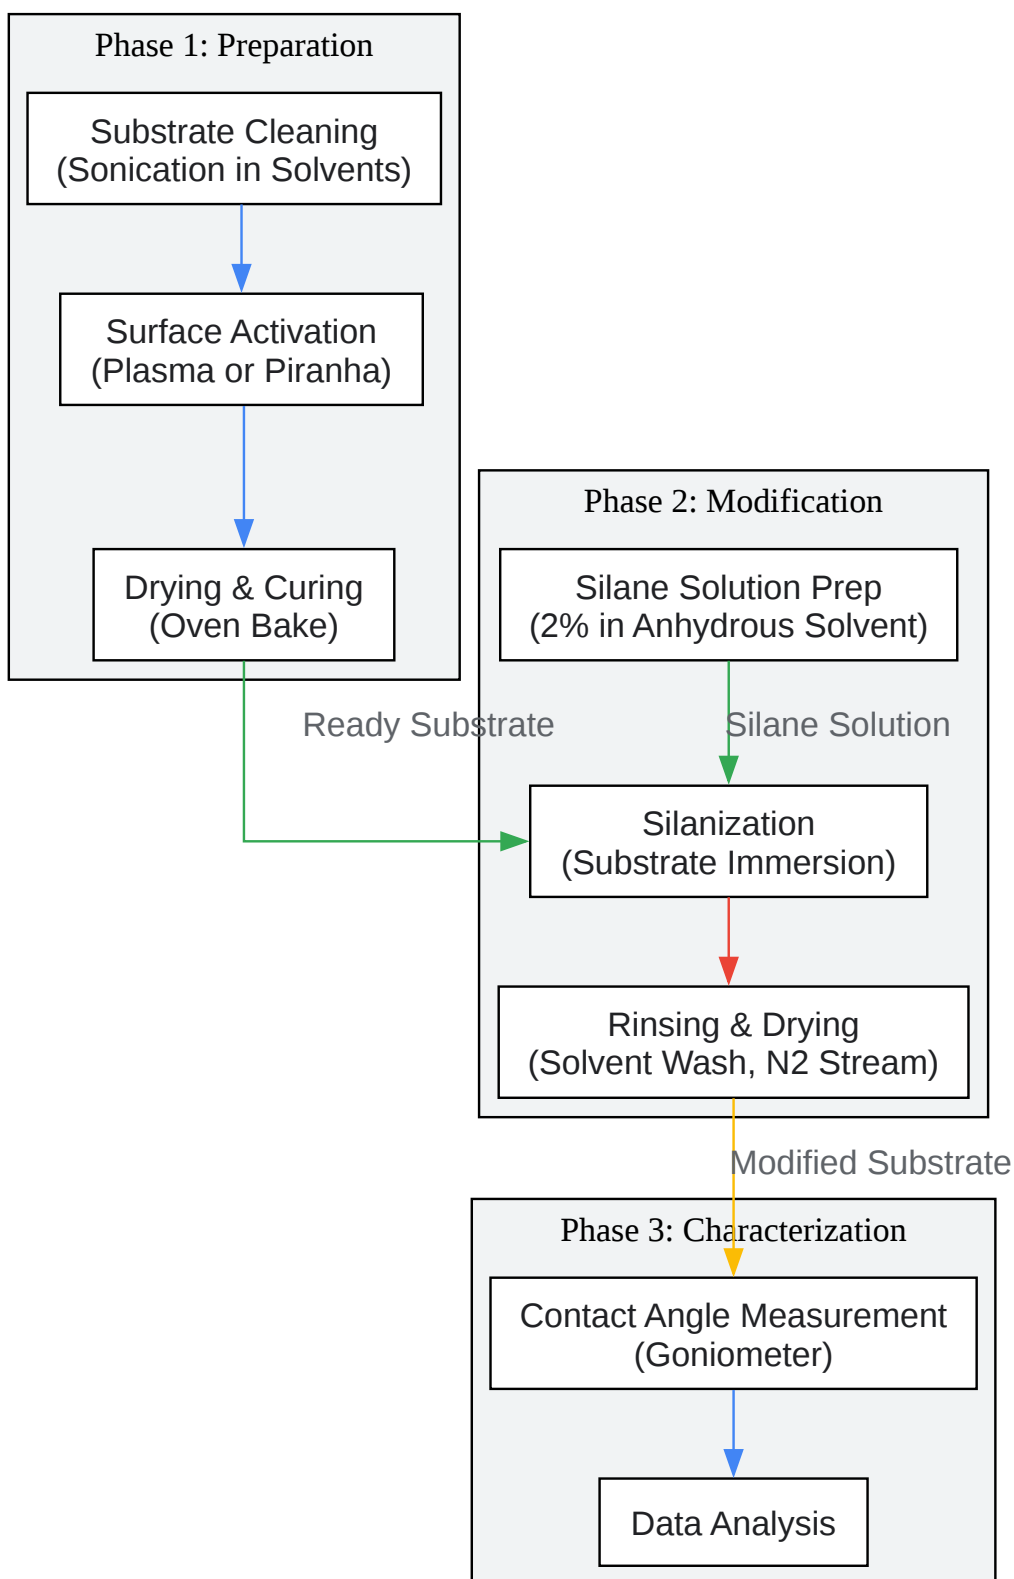 Phase 1: Preparation
Substrate Cleaning
(Sonication in Solvents)
Surface Activation
(Plasma or Piranha)
Drying & Curing
(Oven Bake)
Ready Substrate
Phase 2: Modification
Silane Solution Prep
(2% in Anhydrous Solvent)
Silane Solution
Silanization
(Substrate Immersion)
Rinsing & Drying
(Solvent Wash, N2 Stream)
Modified Substrate
Phase 3: Characterization
Contact Angle Measurement
(Goniometer)
Data Analysis